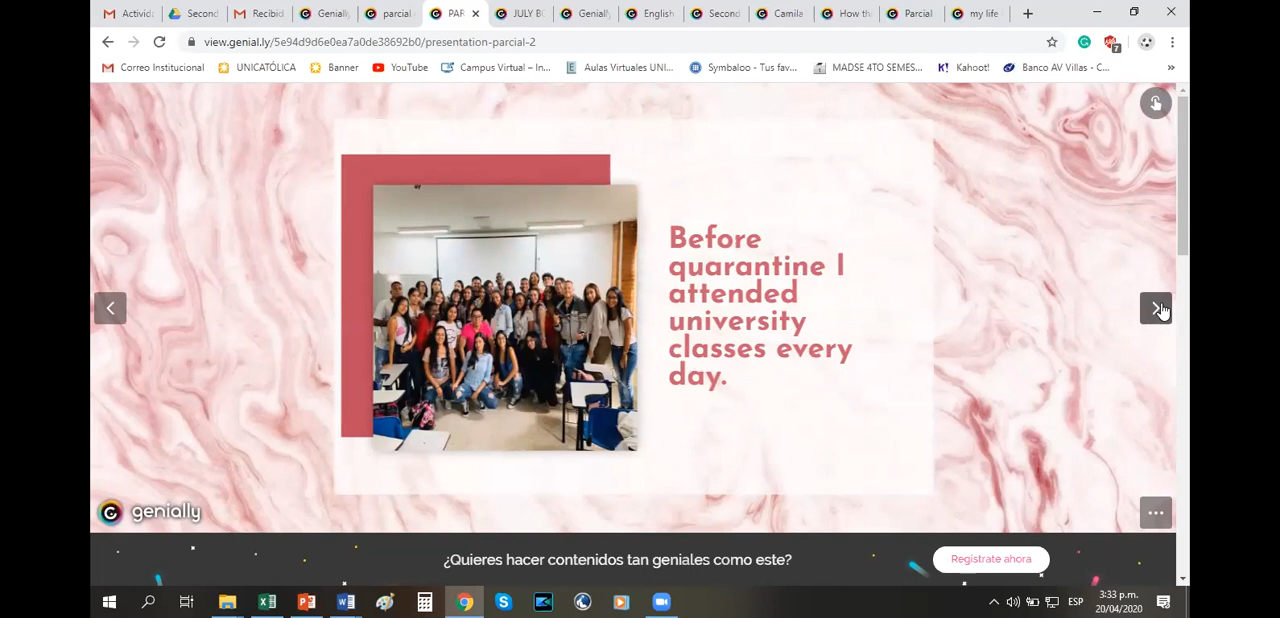 Activid
Second
Recibid
Genially
parcial
PAR
JULY BO
Genially
English
Second
Camila
How th
Parcial
my life
view.genial.ly/5e94d9d6e0ea7a0de38692b0/presentation-parcial-2
7
Correo Institucional
UNICATÓLICA
Banner
YouTube
Campus Virtual – In...
Aulas Virtuales UNI...
Symbaloo - Tus fav...
MADSE 4TO SEMES...
K! Kahoot!
Banco AV Villas - C...
»
Before
quarantine I
attended
university
classes every
day.
genially
¿Quieres hacer contenidos tan geniales como este?
Regístrate ahora
ESP
3:33 p.m.
20/04/2020